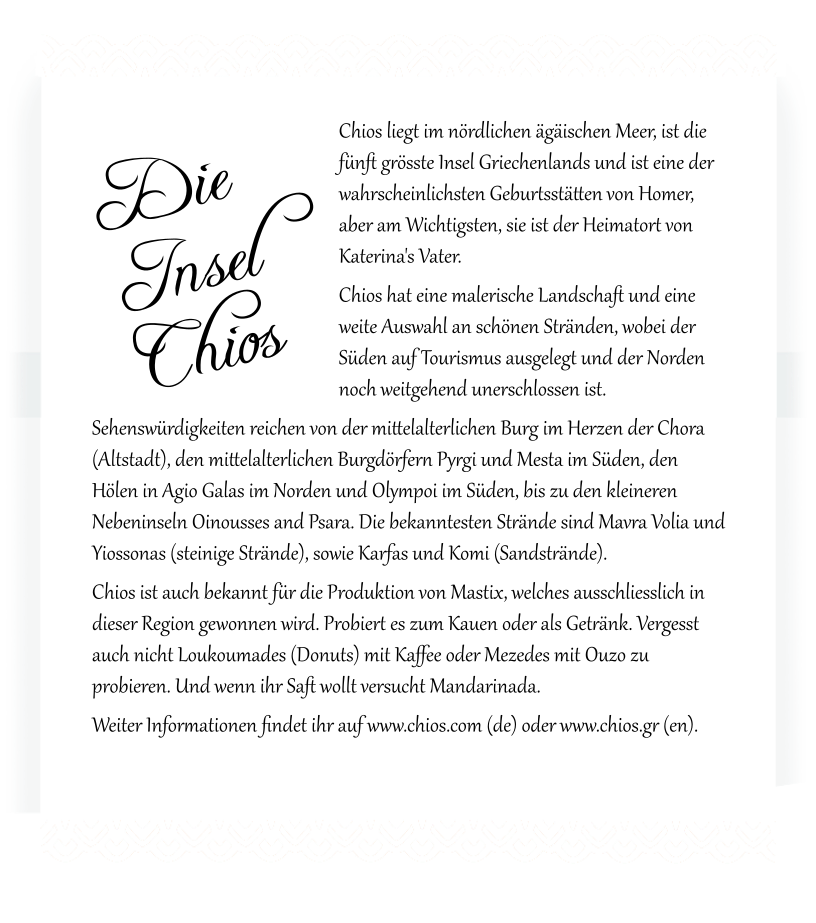 Die
Insel
Chios
Chios liegt im nördlichen ägäischen Meer, ist die
fünft grösste Insel Griechenlands und ist eine der
wahrscheinlichsten Geburtsstätten von Homer,
aber am Wichtigsten, sie ist der Heimatort von
Katerina's Vater.
Chios hat eine malerische Landschaft und eine
weite Auswahl an schönen Stränden, wobei der
Süden auf Tourismus ausgelegt und der Norden
noch weitgehend unerschlossen ist.
Sehenswürdigkeiten reichen von der mittelalterlichen Burg im Herzen der Chora
(Altstadt), den mittelalterlichen Burgdörfern Pyrgi und Mesta im Süden, den
Hölen in Agio Galas im Norden und Olympoi im Süden, bis zu den kleineren
Nebeninseln Oinousses and Psara. Die bekanntesten Strände sind Mavra Volia und
Yiossonas (steinige Strände), sowie Karfas und Komi (Sandstrände).
Chios ist auch bekannt für die Produktion von Mastix, welches ausschliesslich in
dieser Region gewonnen wird. Probiert es zum Kauen oder als Getränk. Vergesst
auch nicht Loukoumades (Donuts) mit Kaffee oder Mezedes mit Ouzo zu
probieren. Und wenn ihr Saft wollt versucht Mandarinada.
Weiter Informationen findet ihr auf www.chios.com (de) oder www.chios.gr (en).